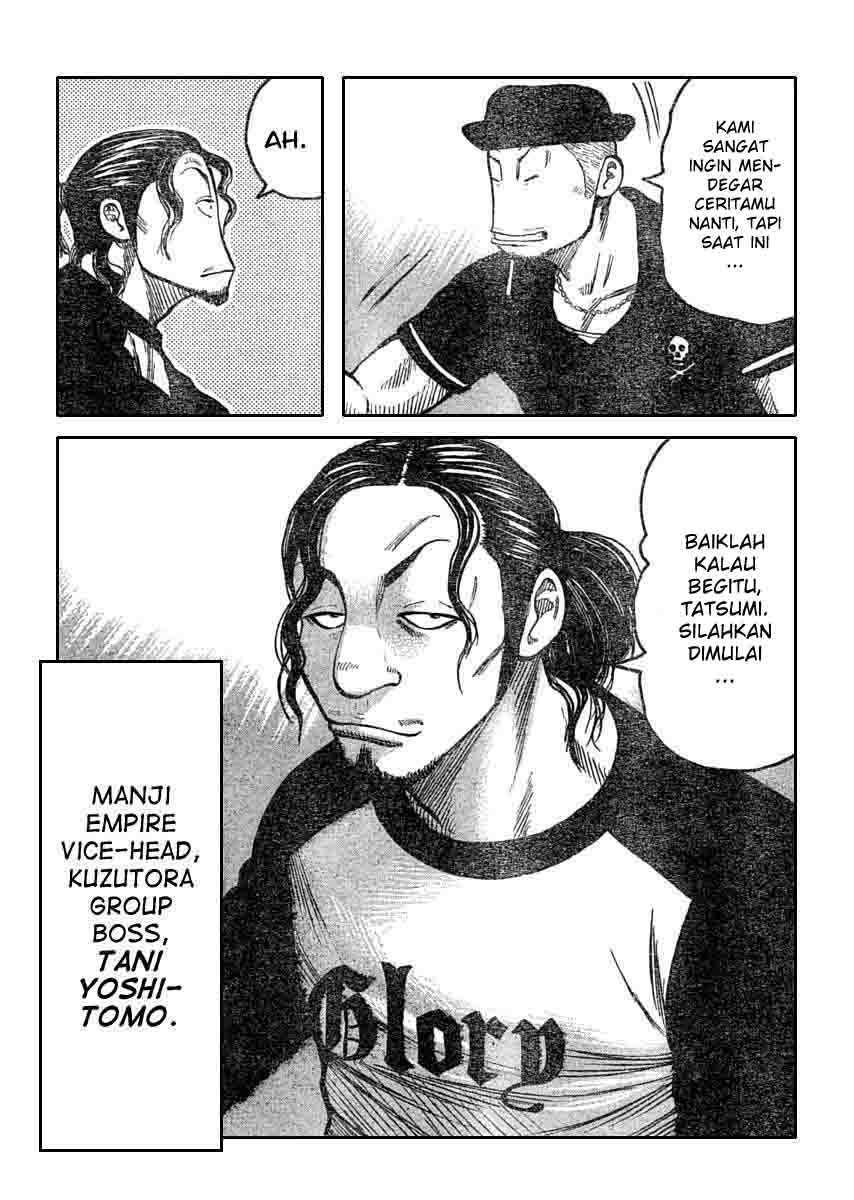 KAMI
SANGAT
INGIN MEN-
DEGAR
CERITAMU
NANTI, TAPI
SAAT INI
...
AH.
BAIKLAH
KALAU
BEGITU,
TATSUMI.
SILAHKAN
DIMULAI
...
MANJI
EMPIRE
VICE-HEAD,
KUZUTORA
GROUP
BOSS,
TANI
YOSHI-
TOMO.
Glory